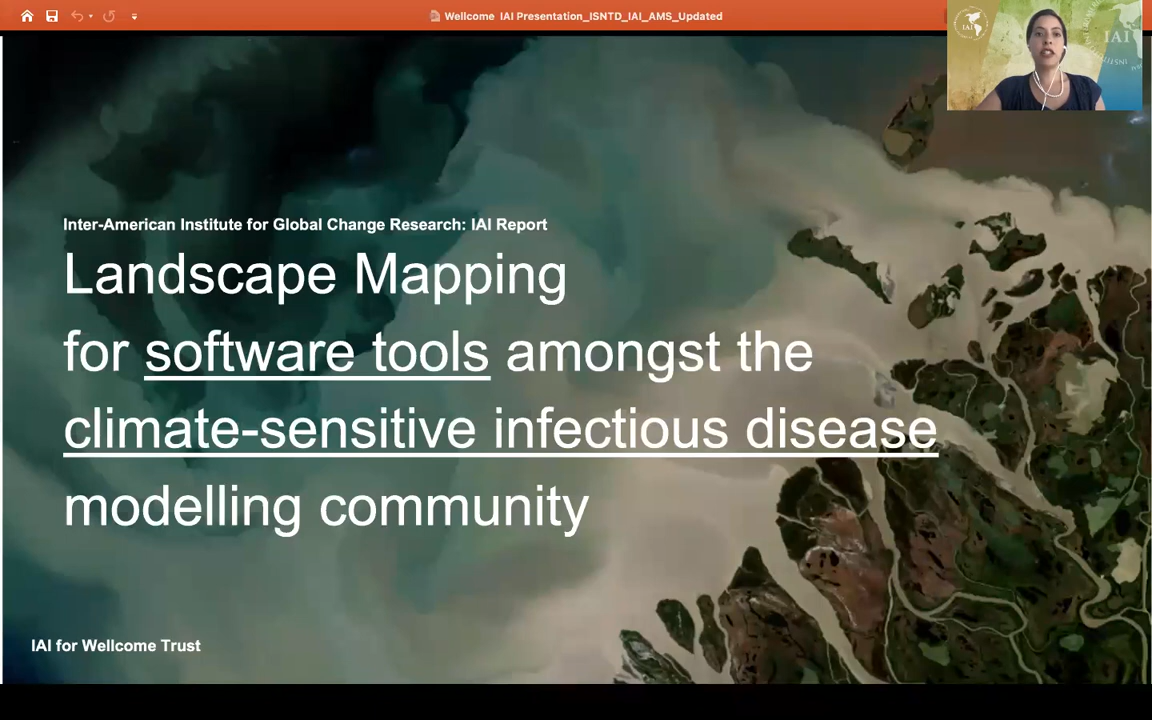 Wellcome IAI Presentation_ISNTD_IAI_AMS_Updated
IAI
IAI
Inter-American Institute for Global Change Research: IAI Report
Landscape Mapping
for software tools amongst the
climate-sensitive infectious disease
modelling community
IAI for Wellcome Trust